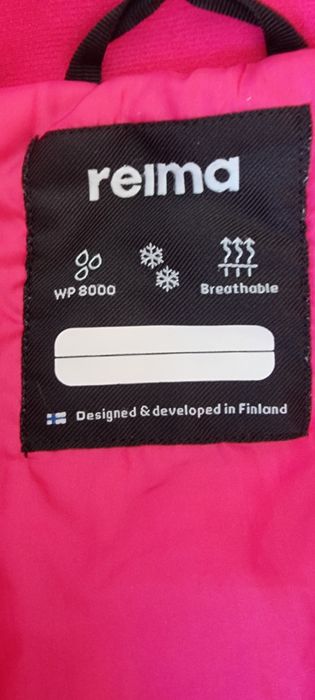 reima
WP 8000
Breathable
Designed & developed in Finland